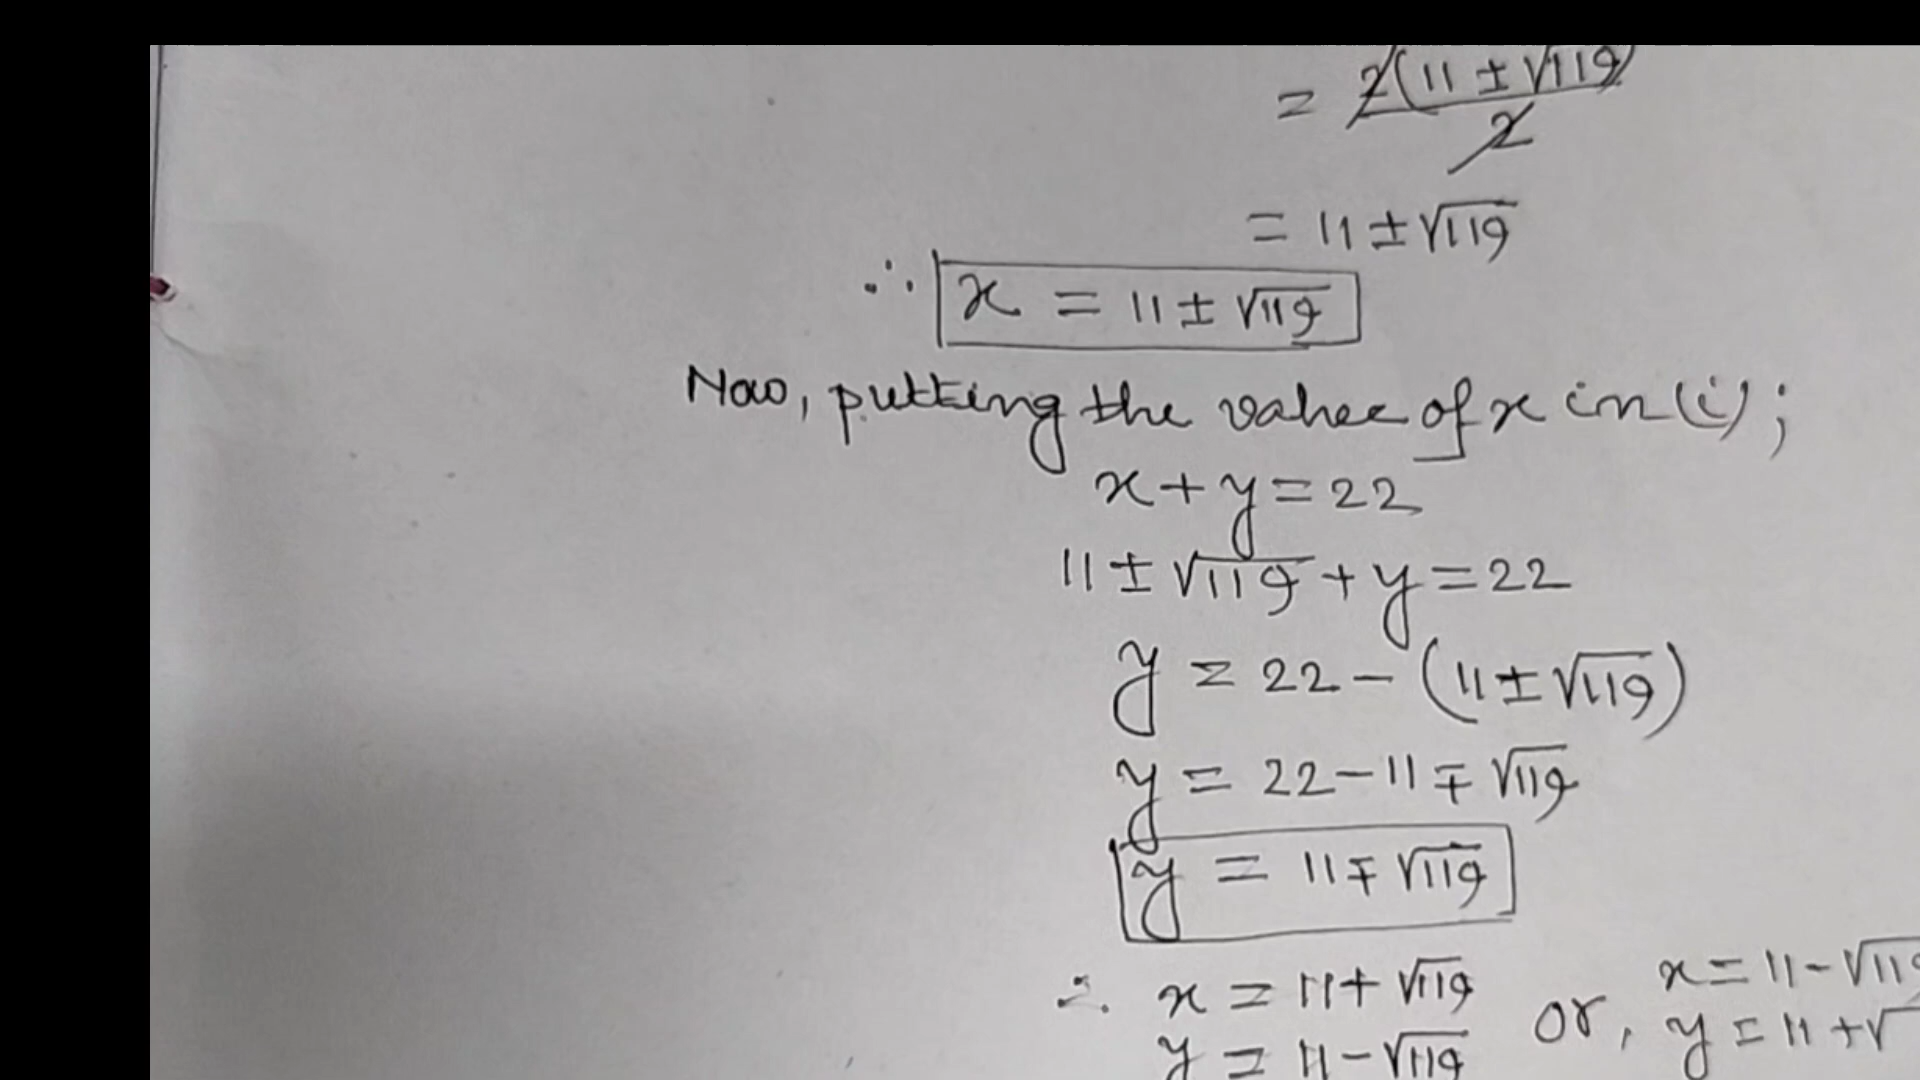 = 2(11 ± √119) / 2
= 11 ± √119
∴ x = 11 ± √119
Now, putting the value of x in (i);
x + y = 22
11 ± √119 + y = 22
y = 22 - (11 ± √119)
y = 22 - 11 ∓ √119
y = 11 ∓ √119
∴ x = 11 + √119 or, x = 11 - √119
y = 11 - √119 y = 11 + √